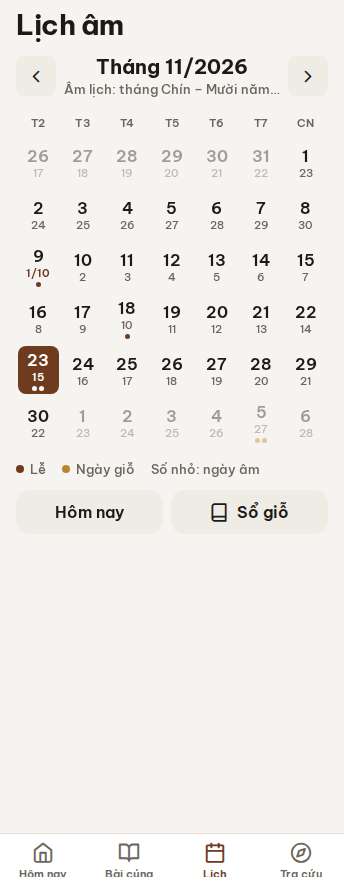 Lịch âm
Tháng 11/2026
Âm lịch: tháng Chín – Mười năm…
T2 T3 T4 T5 T6 T7 CN
26 27 28 29 30 31 1
17 18 19 20 21 22 23
2 3 4 5 6 7 8
24 25 26 27 28 29 30
9 10 11 12 13 14 15
1/10 2 3 4 5 6 7
16 17 18 19 20 21 22
8 9 10 11 12 13 14
23 24 25 26 27 28 29
15 16 17 18 19 20 21
30 1 2 3 4 5 6
22 23 24 25 26 27 28
Lễ Ngày giỗ Số nhỏ: ngày âm
Hôm nay Sổ giỗ
Hôm nay Bài cúng Lịch Tra cứu